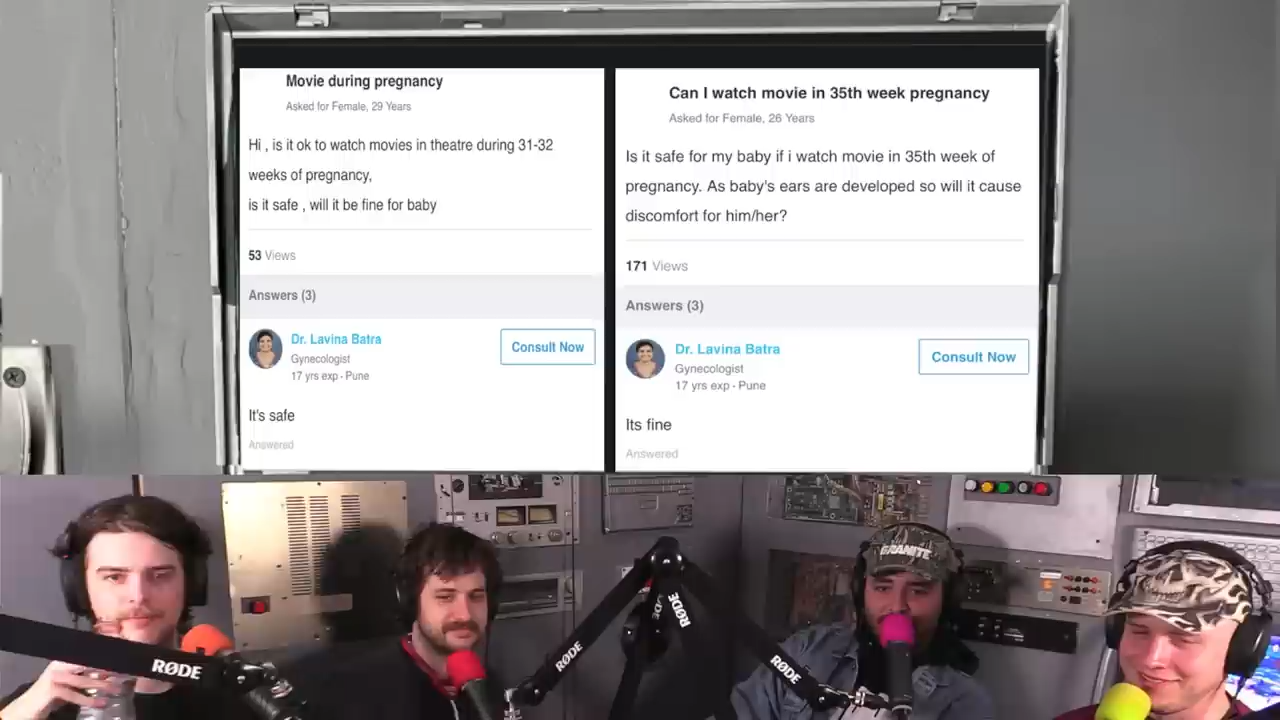 Movie during pregnancy
Asked for Female, 29 Years
Hi , is it ok to watch movies in theatre during 31-32
weeks of pregnancy,
is it safe , will it be fine for baby
53 Views
Answers (3)
Dr. Lavina Batra
Gynecologist
17 yrs exp - Pune
Consult Now
It's safe
Answered
Can I watch movie in 35th week pregnancy
Asked for Female, 26 Years
Is it safe for my baby if i watch movie in 35th week of
pregnancy. As baby's ears are developed so will it cause
discomfort for him/her?
171 Views
Answers (3)
Dr. Lavina Batra
Gynecologist
17 yrs exp - Pune
Consult Now
Its fine
Answered
RØDE
RØDE
RØDE
RØDE
GRANITE